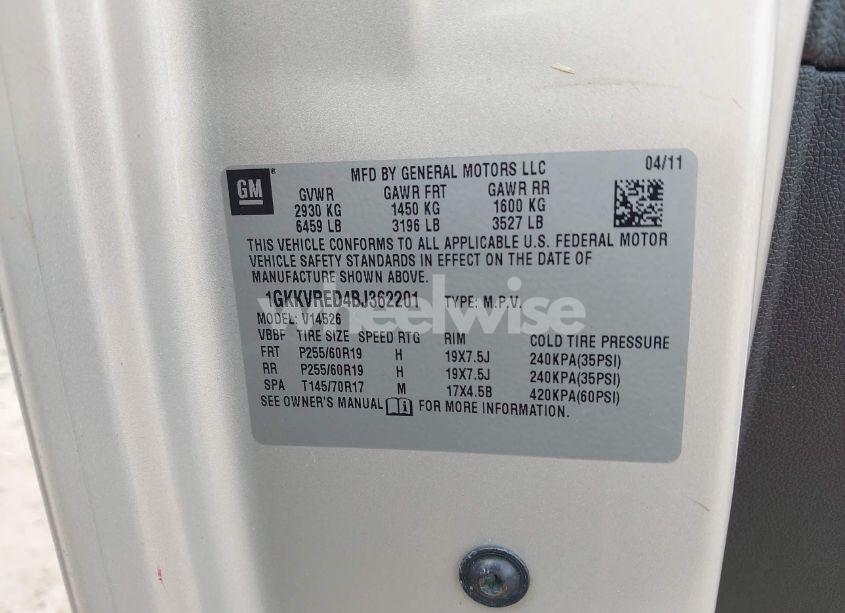 GM
®
MFD BY GENERAL MOTORS LLC
04/11
GVWR GAWR FRT GAWR RR
2930 KG 1450 KG 1600 KG
6459 LB 3196 LB 3527 LB
THIS VEHICLE CONFORMS TO ALL APPLICABLE U.S. FEDERAL MOTOR
VEHICLE SAFETY STANDARDS IN EFFECT ON THE DATE OF
MANUFACTURE SHOWN ABOVE.
1GKKVRED4BJ362201 TYPE: M.P.V.
MODEL: V14526
VBBF TIRE SIZE SPEED RTG RIM COLD TIRE PRESSURE
FRT P255/60R19 H 19X7.5J 240KPA(35PSI)
RR P255/60R19 H 19X7.5J 240KPA(35PSI)
SPA T145/70R17 M 17X4.5B 420KPA(60PSI)
SEE OWNER'S MANUAL FOR MORE INFORMATION.
wheelwise